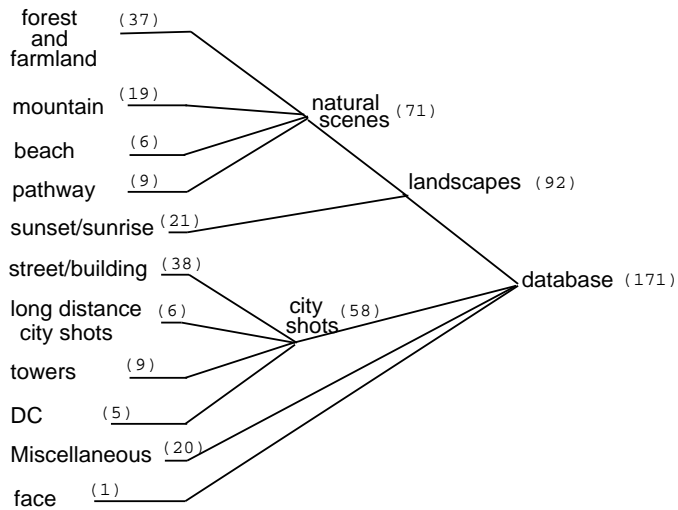 forest (37)
and
farmland
mountain (19)
natural
scenes (71)
beach (6)
pathway (9)
landscapes (92)
sunset/sunrise (21)
street/building (38)
database (171)
long distance (6)
city shots
city (58)
shots
towers (9)
DC (5)
Miscellaneous (20)
face (1)